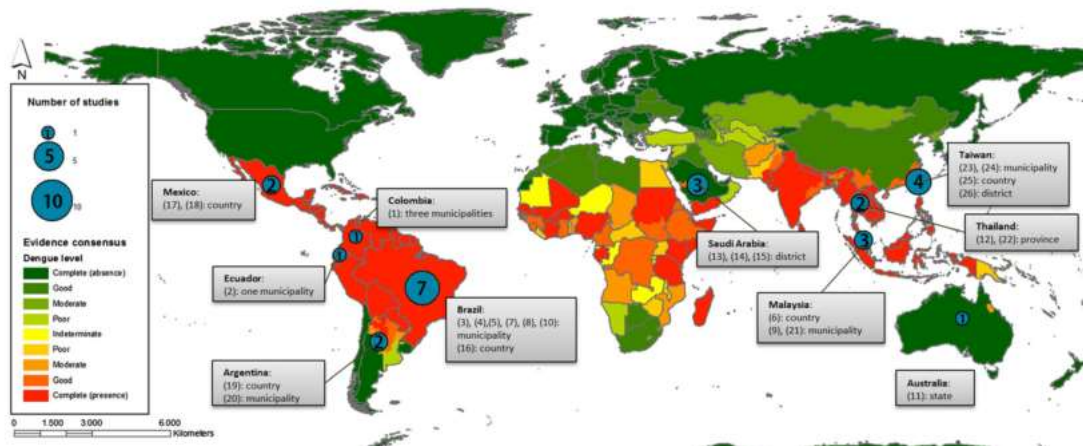 N
Number of studies
1 1
5 5
10 10
Evidence consensus
Dengue level
Complete (absence)
Good
Moderate
Poor
Indeterminate
Poor
Moderate
Good
Complete (presence)
0 1.500 3.000 6.000
Kilometers
Mexico:
(17), (18): country
2
Colombia:
(1): three municipalities
1
Ecuador:
(2): one municipality
1
7
Brazil:
(3), (4),(5), (7), (8), (10):
municipality
(16): country
2
Argentina:
(19): country
(20): municipality
3
Saudi Arabia:
(13), (14), (15): district
4
Taiwan:
(23), (24): municipality
(25): country
(26): district
2
Thailand:
(12), (22): province
3
Malaysia:
(6): country
(9), (21): municipality
1
Australia:
(11): state